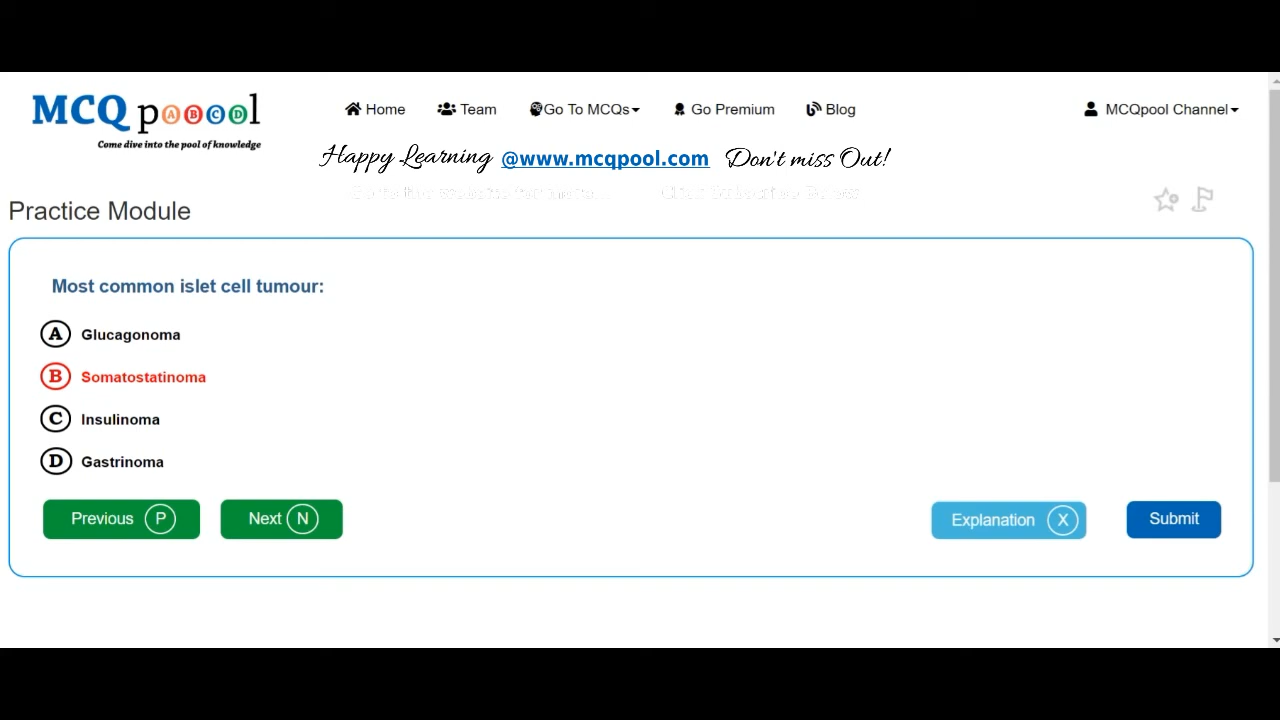 MCQ pABCDl
Come dive into the pool of knowledge
Home Team Go To MCQs Go Premium Blog MCQpool Channel
Happy Learning @www.mcqpool.com Don't miss Out!
Practice Module
Most common islet cell tumour:
A Glucagonoma
B Somatostatinoma
C Insulinoma
D Gastrinoma
Previous P Next N Explanation X Submit